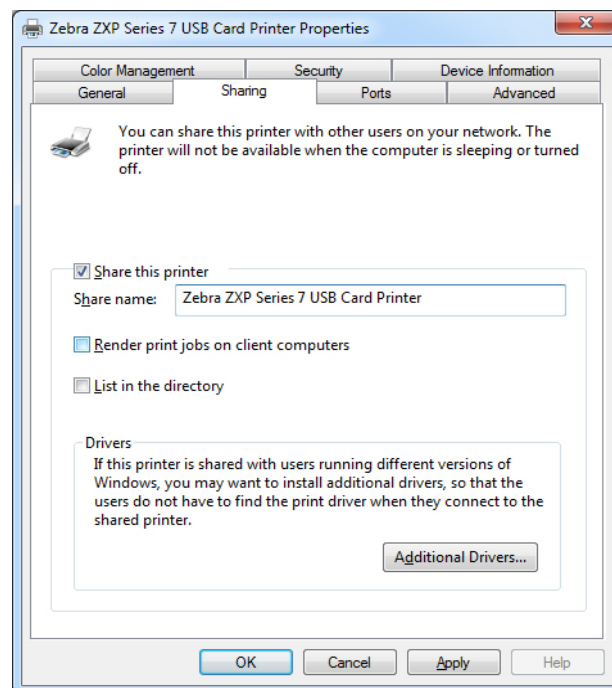 Zebra ZXP Series 7 USB Card Printer Properties
Color Management Security Device Information
General Sharing Ports Advanced
You can share this printer with other users on your network. The
printer will not be available when the computer is sleeping or turned
off.
Share this printer
Share name: Zebra ZXP Series 7 USB Card Printer
Render print jobs on client computers
List in the directory
Drivers
If this printer is shared with users running different versions of
Windows, you may want to install additional drivers, so that the
users do not have to find the print driver when they connect to the
shared printer.
Additional Drivers...
OK Cancel Apply Help